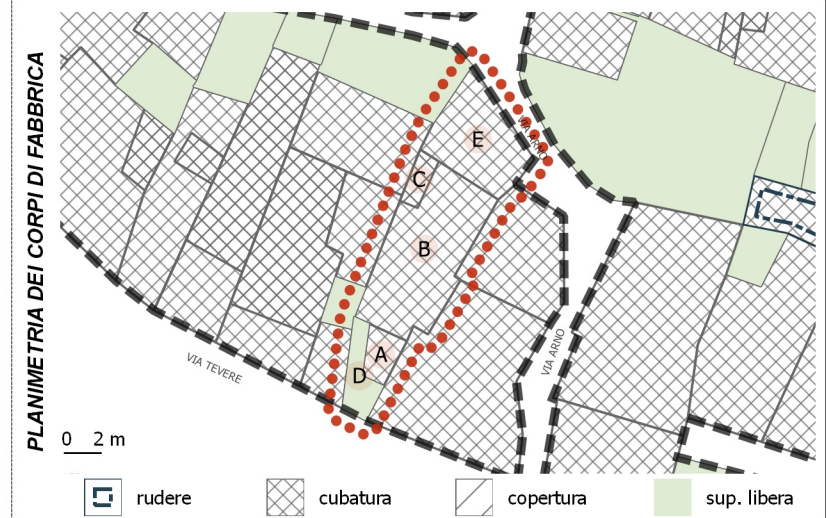 PLANIMETRIA DEI CORPI DI FABBRICA
VIA ARNO
E
C
B
A
D
VIA TEVERE
VIA ARNO
0 2 m
rudere
cubatura
copertura
sup. libera